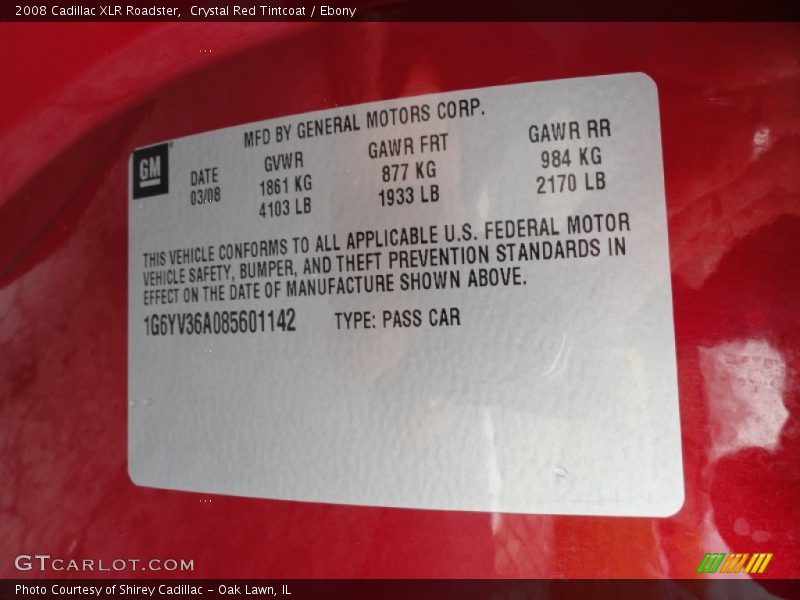 2008 Cadillac XLR Roadster,  Crystal Red Tintcoat / Ebony
MFD BY GENERAL MOTORS CORP.
GM
DATE GVWR GAWR FRT GAWR RR
03/08 1861 KG 877 KG 984 KG
4103 LB 1933 LB 2170 LB
THIS VEHICLE CONFORMS TO ALL APPLICABLE U.S. FEDERAL MOTOR
VEHICLE SAFETY, BUMPER, AND THEFT PREVENTION STANDARDS IN
EFFECT ON THE DATE OF MANUFACTURE SHOWN ABOVE.
1G6YV36A085601142 TYPE: PASS CAR
GTCARLOT.COM
Photo Courtesy of Shirey Cadillac - Oak Lawn, IL